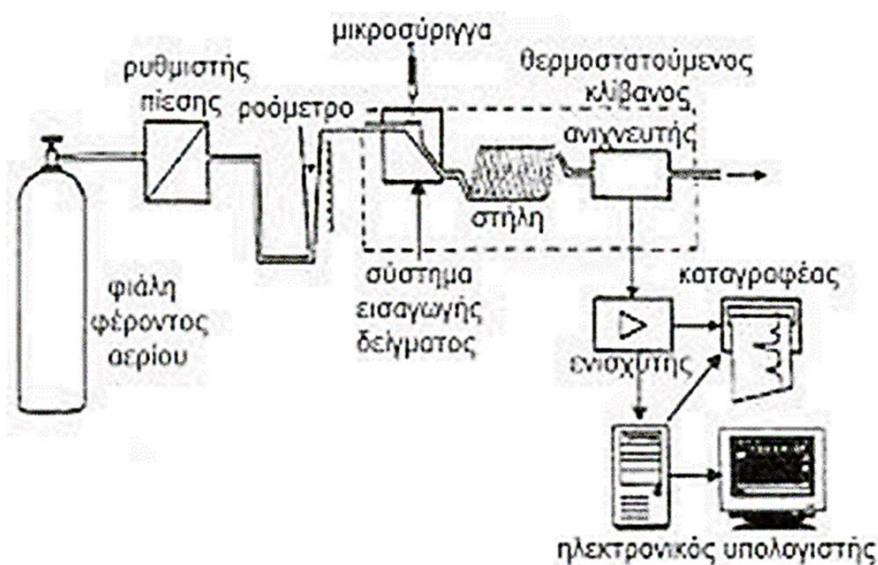 μικροσύριγγα
ρυθμιστής
πίεσης
ροόμετρο
θερμοστατούμενος
κλίβανος
ανιχνευτής
στήλη
φιάλη
φέροντος
αερίου
σύστημα
εισαγωγής
δείγματος
καταγραφέας
ενισχυτής
ηλεκτρονικός υπολογιστής